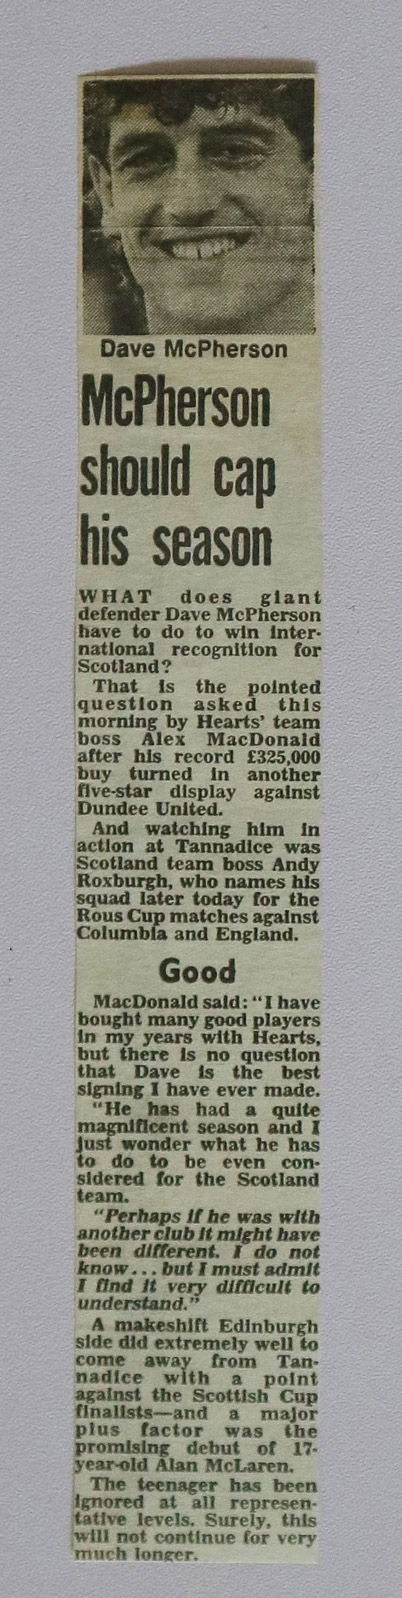 Dave McPherson
McPherson
should cap
his season
WHAT does giant
defender Dave McPherson
have to do to win inter-
national recognition for
Scotland?
That is the pointed
question asked this
morning by Hearts' team
boss Alex MacDonald
after his record £325,000
buy turned in another
five-star display against
Dundee United.
And watching him in
action at Tannadice was
Scotland team boss Andy
Roxburgh, who names his
squad later today for the
Rous Cup matches against
Columbia and England.
Good
MacDonald said: "I have
bought many good players
in my years with Hearts,
but there is no question
that Dave is the best
signing I have ever made.
"He has had a quite
magnificent season and I
just wonder what he has
to do to be even con-
sidered for the Scotland
team.
"Perhaps if he was with
another club it might have
been different. I do not
know... but I must admit
I find it very difficult to
understand."
A makeshift Edinburgh
side did extremely well to
come away from Tan-
nadice with a point
against the Scottish Cup
finalists—and a major
plus factor was the
promising debut of 17-
year-old Alan McLaren.
The teenager has been
ignored at all represen-
tative levels. Surely, this
will not continue for very
much longer.